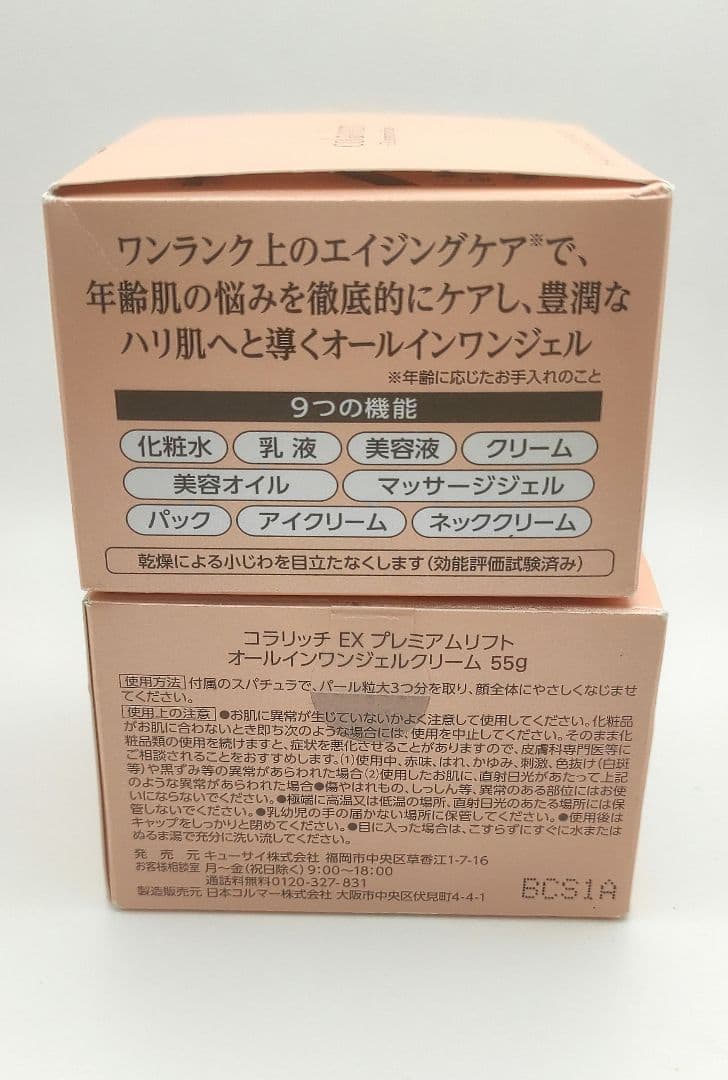 ワンランク上のエイジングケア※で、
年齢肌の悩みを徹底的にケアし、豊潤な
ハリ肌へと導くオールインワンジェル
※年齢に応じたお手入れのこと
9つの機能
化粧水 乳液 美容液 クリーム
美容オイル マッサージジェル
パック アイクリーム ネッククリーム
乾燥による小じわを目立たなくします(効能評価試験済み)
コラリッチ EX プレミアムリフト
オールインワンジェルクリーム 55g
使用方法 付属のスパチュラで、パール粒大3つ分を取り、顔全体にやさしくなじませ
てください。
使用上の注意 ●お肌に異常が生じていないかよく注意して使用してください。化粧品
がお肌に合わないとき即ち次のような場合には、使用を中止してください。そのまま化
粧品類の使用を続けますと、症状を悪化させることがありますので、皮膚科専門医等に
ご相談されることをおすすめします。(1)使用中、赤味、はれ、かゆみ、刺激、色抜け(白斑
等)や黒ずみ等の異常があらわれた場合(2)使用したお肌に、直射日光があたって上記
のような異常があらわれた場合●傷やはれもの、しっしん等、異常のある部位にはお使
いにならないでください。●極端に高温又は低温の場所、直射日光のあたる場所には保
管しないでください。●乳幼児の手の届かない場所に保管してください。●使用後は
キャップをしっかりと閉めてください。●目に入った場合は、こすらずにすぐに水または
ぬるま湯で充分に洗い流してください。
発売元 キューサイ株式会社 福岡市中央区草香江1-7-16
お客様相談室 月～金(祝日除く)9:00～18:00
通話料無料0120-327-831
製造販売元 日本コルマー株式会社 大阪市中央区伏見町4-4-1
BCS1A